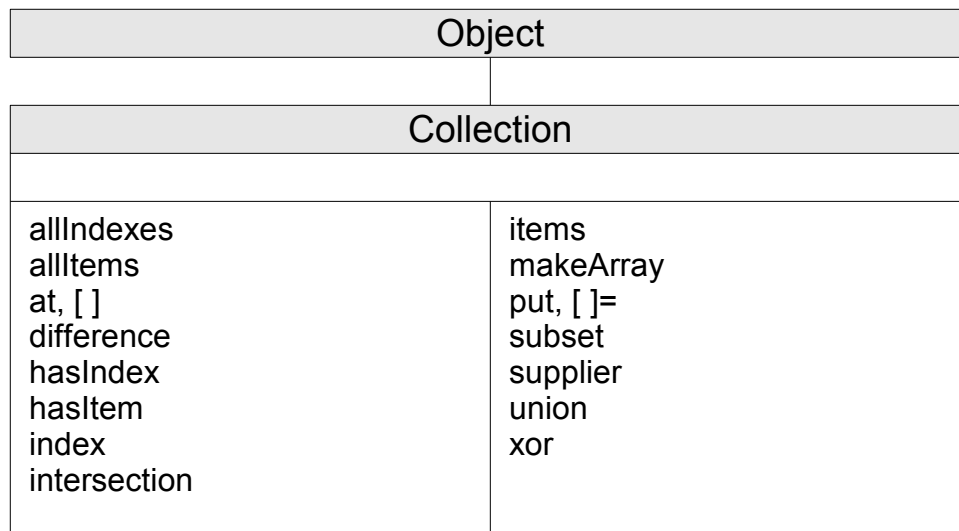 Object
Collection
allIndexes
allItems
at, [ ]
difference
hasIndex
hasItem
index
intersection
items
makeArray
put, [ ]=
subset
supplier
union
xor